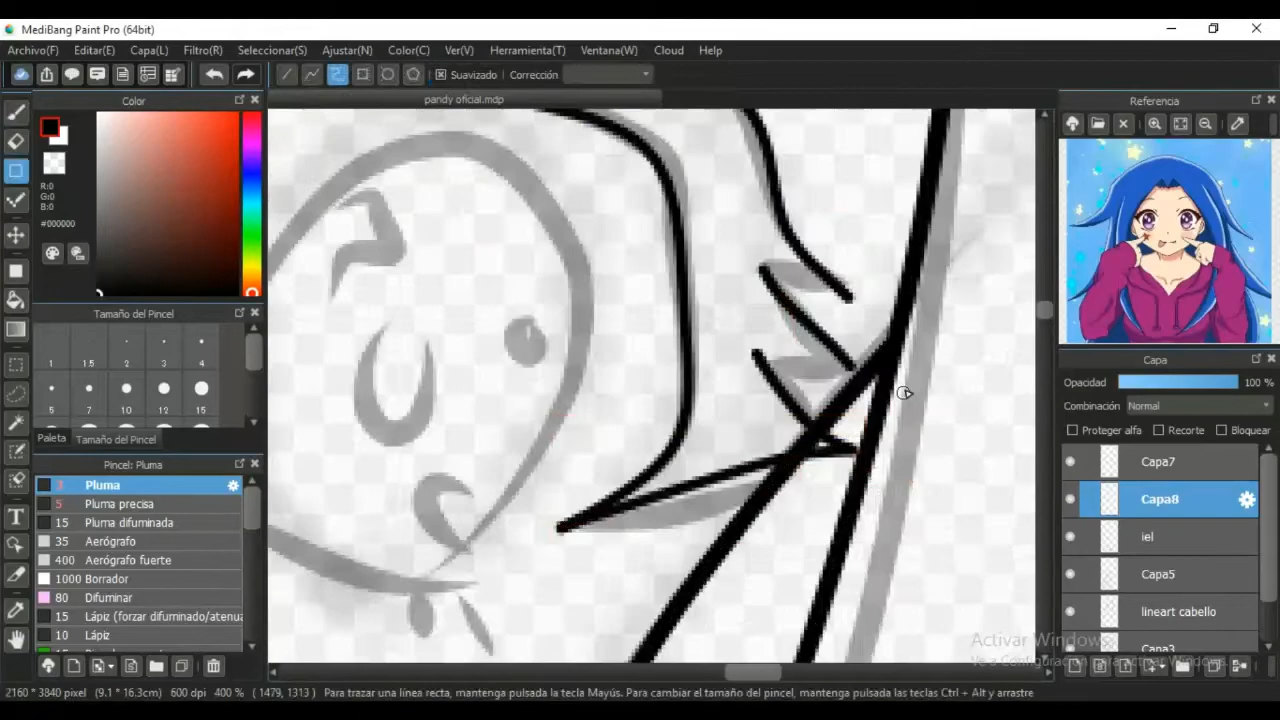 MediBang Paint Pro (64bit)
Archivo(F) Editar(E) Capa(L) Filtro(R) Seleccionar(S) Ajustar(N) Color(C) Ver(V) Herramienta(T) Ventana(W) Cloud Help
Suavizado Corrección
Color
pandy oficial.mdp
Referencia
R:0
G:0
B:0
#000000
Tamaño del Pincel
1 1.5 2 3 4
5 7 10 12 15
Paleta Tamaño del Pincel
Pincel: Pluma
3 Pluma
5 Pluma precisa
15 Pluma difuminada
35 Aerógrafo
400 Aerógrafo fuerte
1000 Borrador
80 Difuminar
15 Lápiz (forzar difuminado/atenua
10 Lápiz
Capa
Opacidad 100 %
Combinación Normal
Proteger alfa Recorte Bloquear
Capa7
Capa8
iel
Capa5
lineart cabello
Capa3
Activar Windows
2160 * 3840 pixel (9.1 * 16.3cm) 600 dpi 400 % ( 1479, 1313 ) Para trazar una línea recta, mantenga pulsada la tecla Mayús. Para cambiar el tamaño del pincel, mantenga pulsadas las teclas Ctrl + Alt y arrastre